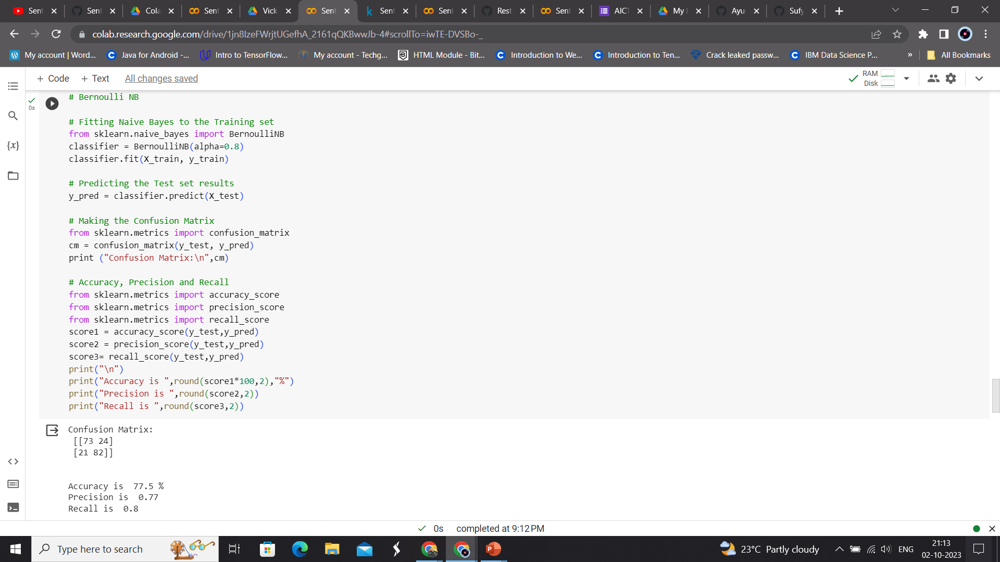 Sent
Sent
Cola
Sent
Vick
Sent
Sent
Sent
Rest
Sent
AICT
My
Ayu
Sufy
colab.research.google.com/drive/1jn8lzeFWrjtUGefhA_2161qQKBwwJb-4#scrollTo=iwTE-DVSBo-_
My account | Word...
Java for Android -...
Intro to TensorFlow...
My account - Techg...
HTML Module - Bit...
Introduction to We...
Introduction to Ten...
Crack leaked passw...
IBM Data Science P...
»
All Bookmarks
+ Code + Text All changes saved
RAM
Disk
0s
{x}
# Bernoulli NB
# Fitting Naive Bayes to the Training set
from sklearn.naive_bayes import BernoulliNB
classifier = BernoulliNB(alpha=0.8)
classifier.fit(X_train, y_train)
# Predicting the Test set results
y_pred = classifier.predict(X_test)
# Making the Confusion Matrix
from sklearn.metrics import confusion_matrix
cm = confusion_matrix(y_test, y_pred)
print ("Confusion Matrix:\n",cm)
# Accuracy, Precision and Recall
from sklearn.metrics import accuracy_score
from sklearn.metrics import precision_score
from sklearn.metrics import recall_score
score1 = accuracy_score(y_test,y_pred)
score2 = precision_score(y_test,y_pred)
score3= recall_score(y_test,y_pred)
print("\n")
print("Accuracy is ",round(score1*100,2),"%")
print("Precision is ",round(score2,2))
print("Recall is ",round(score3,2))
Confusion Matrix:
[[73 24]
[21 82]]
Accuracy is  77.5 %
Precision is  0.77
Recall is  0.8
0s completed at 9:12 PM
Type here to search
23°C Partly cloudy
ENG
21:13
02-10-2023